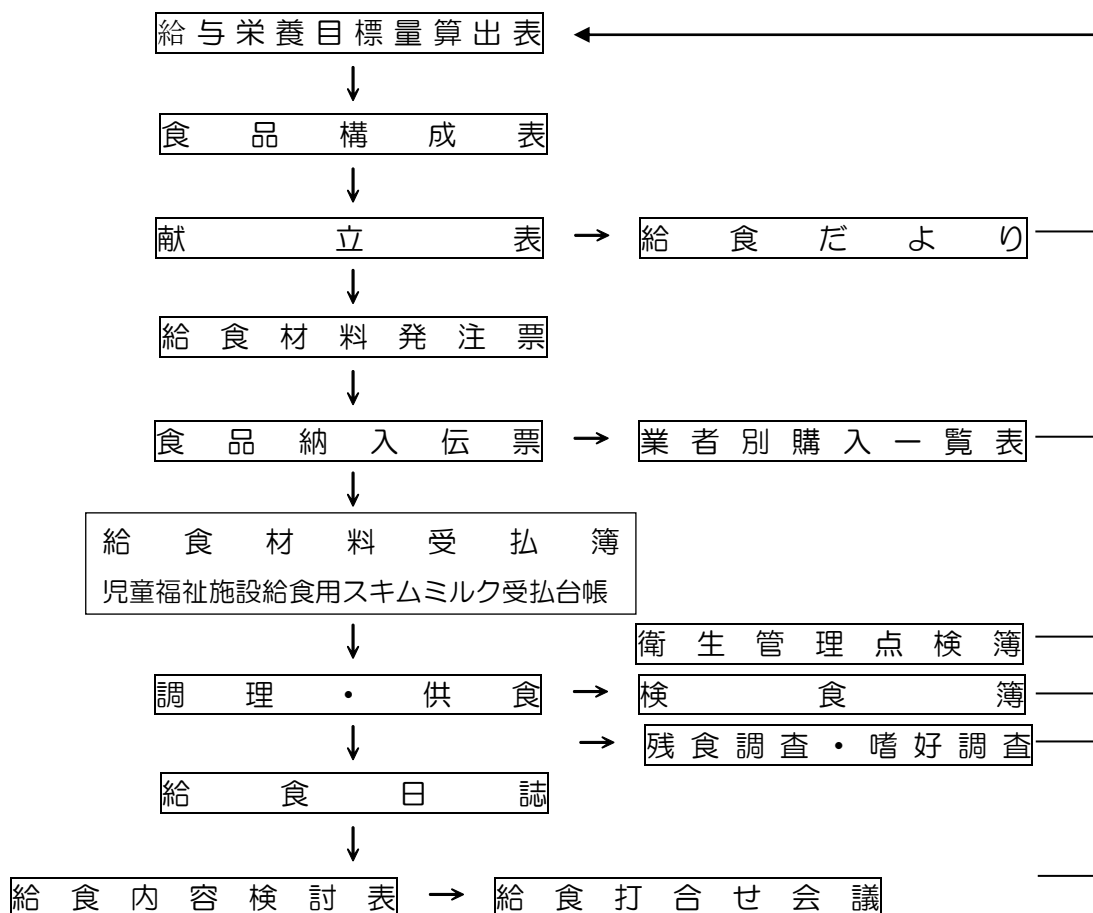 給与栄養目標量算出表
食品構成表
献立表
給食だより
給食材料発注票
食品納入伝票
業者別購入一覧表
給食材料受払簿
児童福祉施設給食用スキムミルク受払台帳
衛生管理点検簿
調理・供食
検食簿
残食調査・嗜好調査
給食日誌
給食内容検討表
給食打合せ会議